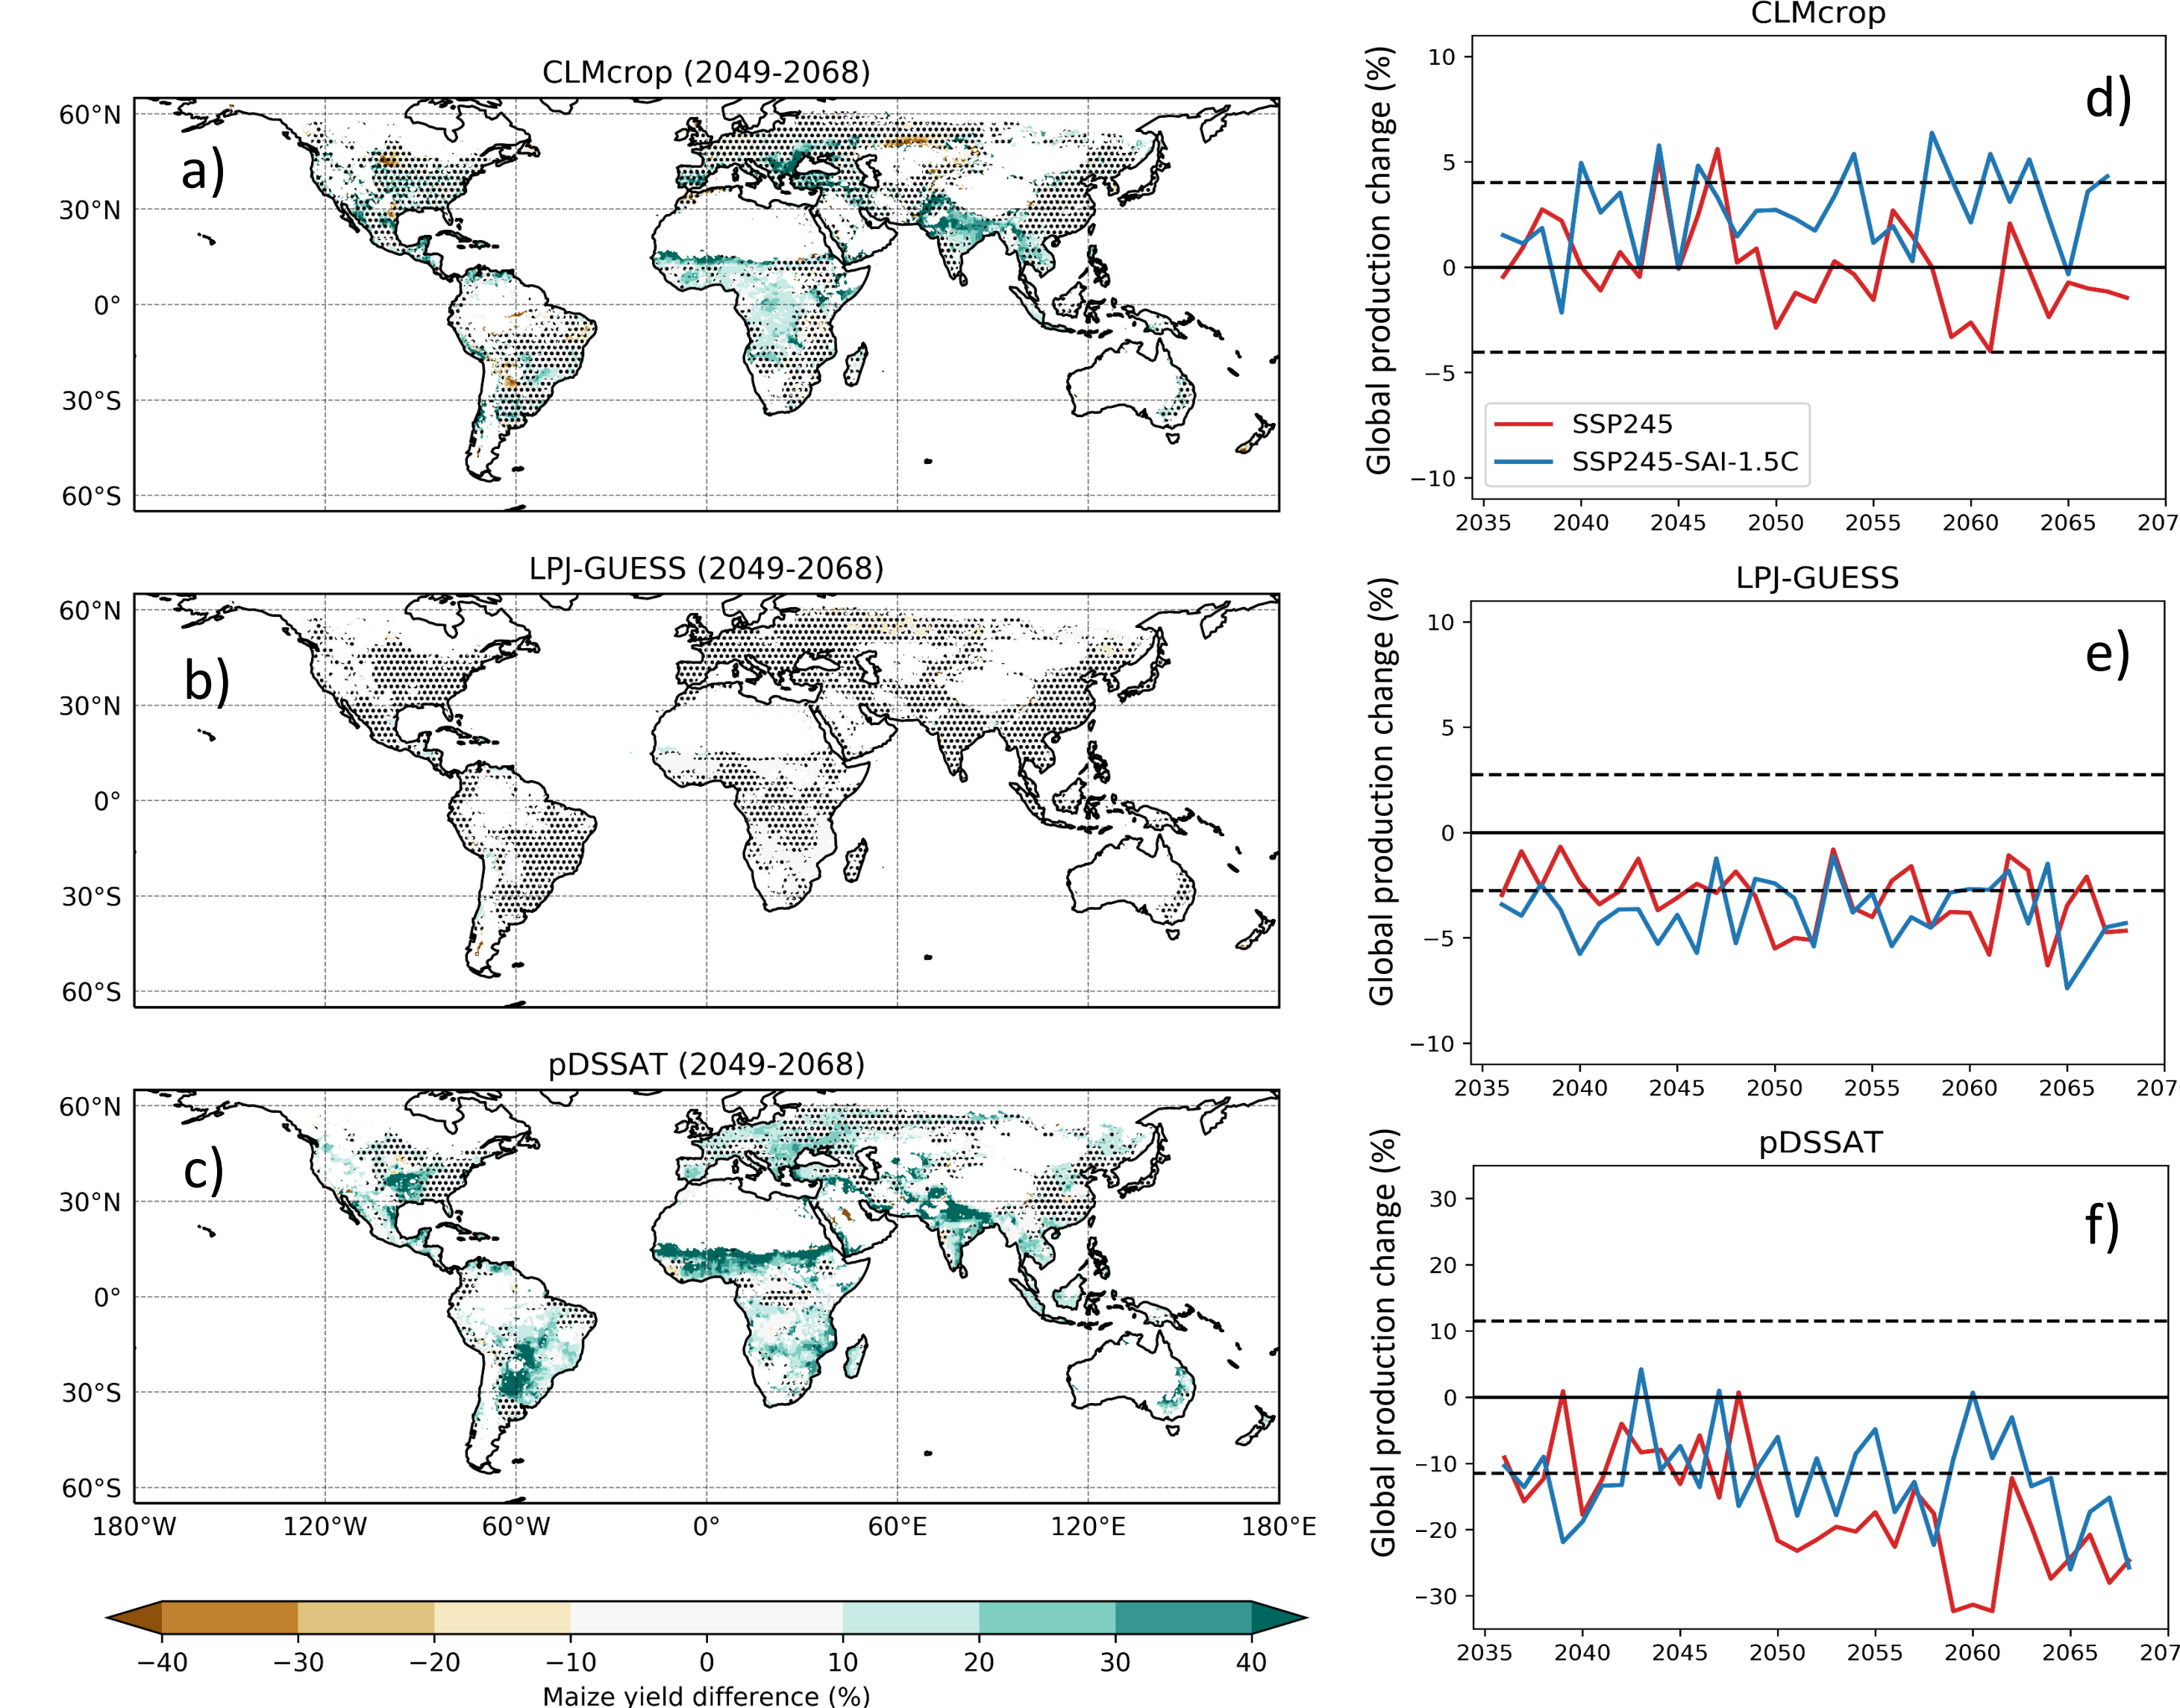 CLMcrop (2049-2068)
60°N
30°N
0°
30°S
60°S
a)
LPJ-GUESS (2049-2068)
60°N
30°N
0°
30°S
60°S
b)
pDSSAT (2049-2068)
60°N
30°N
0°
30°S
60°S
c)
180°W 120°W 60°W 0° 60°E 120°E 180°E
−40 −30 −20 −10 0 10 20 30 40
Maize yield difference (%)
CLMcrop
Global production change (%)
10
5
0
−5
−10
d)
SSP245
SSP245-SAI-1.5C
2035 2040 2045 2050 2055 2060 2065 207
LPJ-GUESS
Global production change (%)
10
5
0
−5
−10
e)
2035 2040 2045 2050 2055 2060 2065 207
pDSSAT
Global production change (%)
30
20
10
0
−10
−20
−30
f)
2035 2040 2045 2050 2055 2060 2065 207